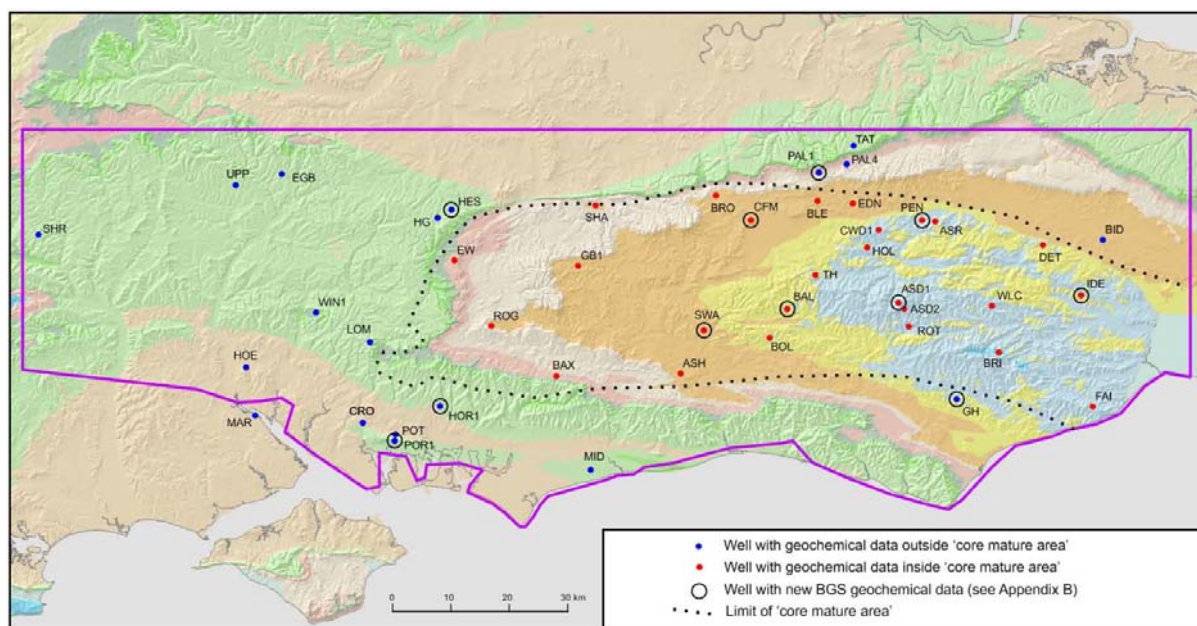 TAT
PAL1
PAL4
UPP
EGB
HES
HG
SHA
BRO
CFM
BLE
EDN
PEN
ASR
CWD1
HOL
BID
DET
SHR
EW
GB1
TH
IDE
WIN1
ROG
BAL
ASD1
ASD2
WLC
SWA
ROT
LOM
BOL
BRI
HOE
BAX
ASH
FAI
MAR
CRO
HOR1
GH
POT
POR1
MID
0 10 20 30 km
Well with geochemical data outside ‘core mature area’
Well with geochemical data inside ‘core mature area’
Well with new BGS geochemical data (see Appendix B)
Limit of ‘core mature area’